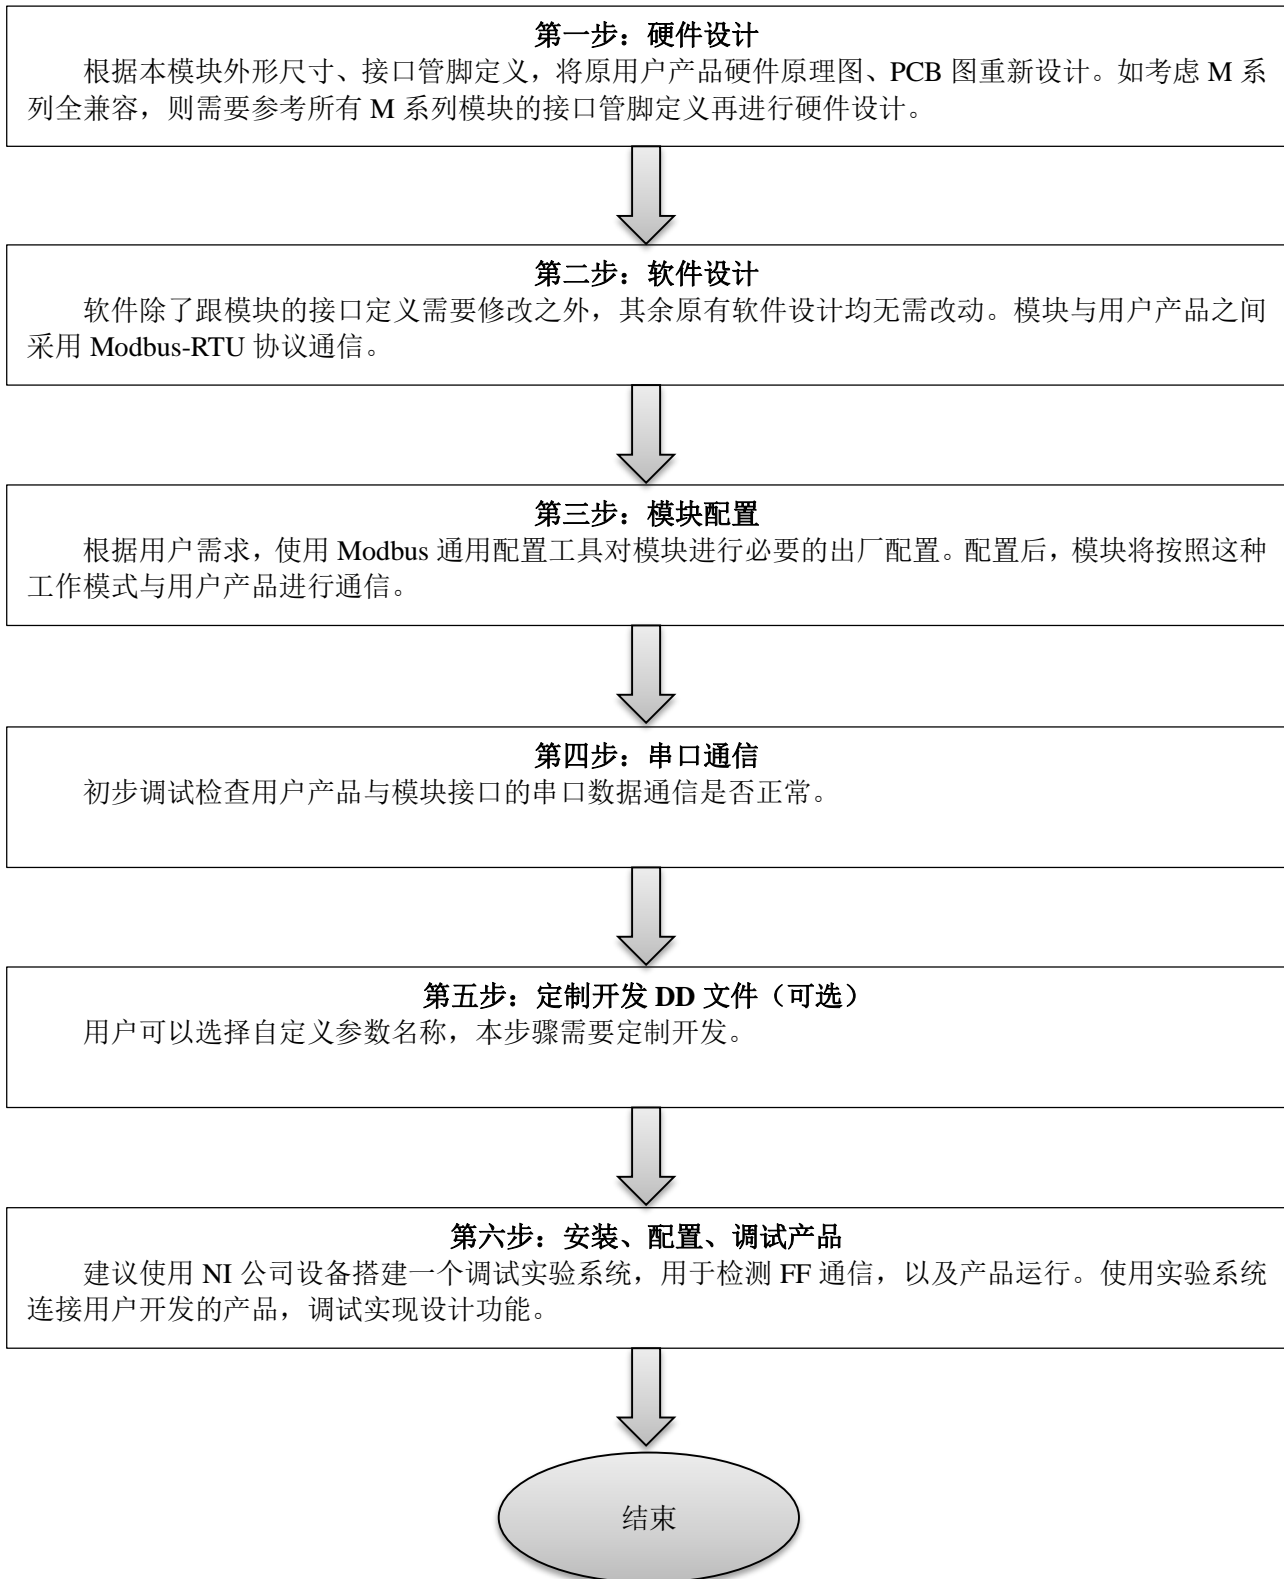 第一步：硬件设计
根据本模块外形尺寸、接口管脚定义，将原用户产品硬件原理图、PCB 图重新设计。如考虑 M 系
列全兼容，则需要参考所有 M 系列模块的接口管脚定义再进行硬件设计。
第二步：软件设计
软件除了跟模块的接口定义需要修改之外，其余原有软件设计均无需改动。模块与用户产品之间
采用 Modbus-RTU 协议通信。
第三步：模块配置
根据用户需求，使用 Modbus 通用配置工具对模块进行必要的出厂配置。配置后，模块将按照这种
工作模式与用户产品进行通信。
第四步：串口通信
初步调试检查用户产品与模块接口的串口数据通信是否正常。
第五步：定制开发 DD 文件（可选）
用户可以选择自定义参数名称，本步骤需要定制开发。
第六步：安装、配置、调试产品
建议使用 NI 公司设备搭建一个调试实验系统，用于检测 FF 通信，以及产品运行。使用实验系统
连接用户开发的产品，调试实现设计功能。
结束